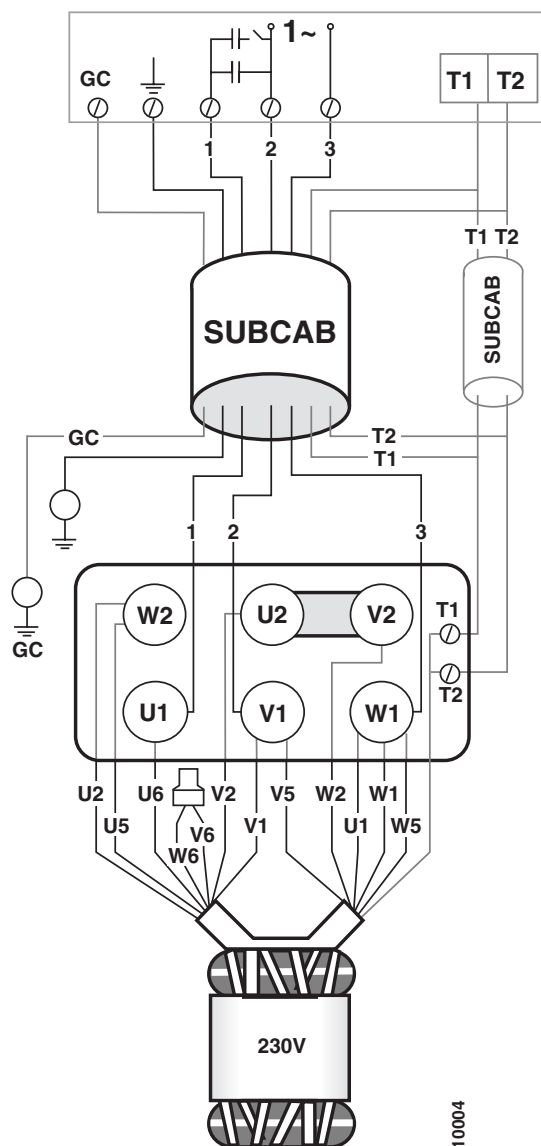 1~
GC
T1 T2
1 2 3
T1 T2
SUBCAB
SUBCAB
GC
T2
T1
1 2 3
W2 U2 V2
T1
GC
T2
U1 V1 W1
U2 U6 V2 V5 W2 W1
U5 V6 V1 U1 W5
W6
230V
10004